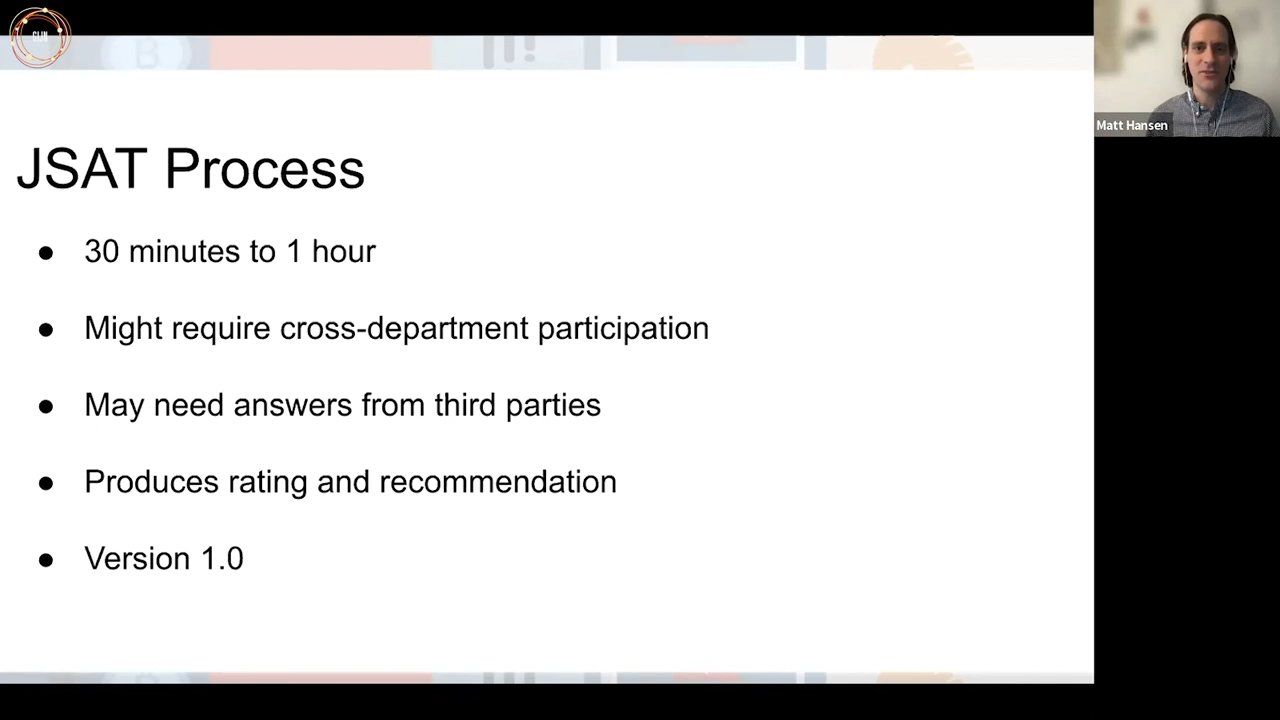 GIJN
Matt Hansen
JSAT Process
● 30 minutes to 1 hour
● Might require cross-department participation
● May need answers from third parties
● Produces rating and recommendation
● Version 1.0